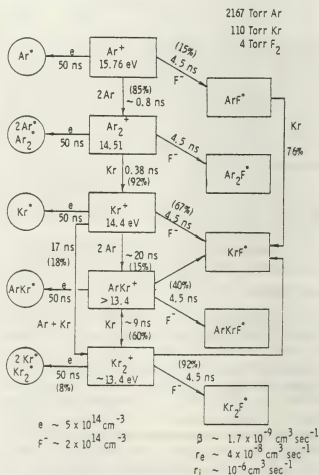 2167 Torr Ar
110 Torr Kr
4 Torr F2
Ar*
e
50 ns
Ar+
15.76 eV
(15%)
4.5 ns
F-
ArF*
2 Ar
(85%)
~ 0.8 ns
Kr
76%
2 Ar*
Ar2*
e
50 ns
Ar2+
14.51
4.5 ns
F-
Ar2F*
Kr
0.38 ns
(92%)
Kr*
e
50 ns
Kr+
14.4 eV
(67%)
4.5 ns
F-
KrF*
17 ns
(18%)
2 Ar
~20 ns
(15%)
ArKr*
e
50 ns
ArKr+
> 13.4
(40%)
4.5 ns
F-
ArKrF*
Ar + Kr
Kr
~9 ns
(60%)
2 Kr*
Kr2*
e
50 ns
(8%)
Kr2+
~13.4 eV
(92%)
4.5 ns
F-
Kr2F*
e ~ 5 x 10^14 cm^-3
F- ~ 2 x 10^14 cm^-3
β ~ 1.7 x 10^-9 cm^3 sec^-1
re ~ 4 x 10^-8 cm^3 sec^-1
ri ~ 10^-6 cm^3 sec^-1